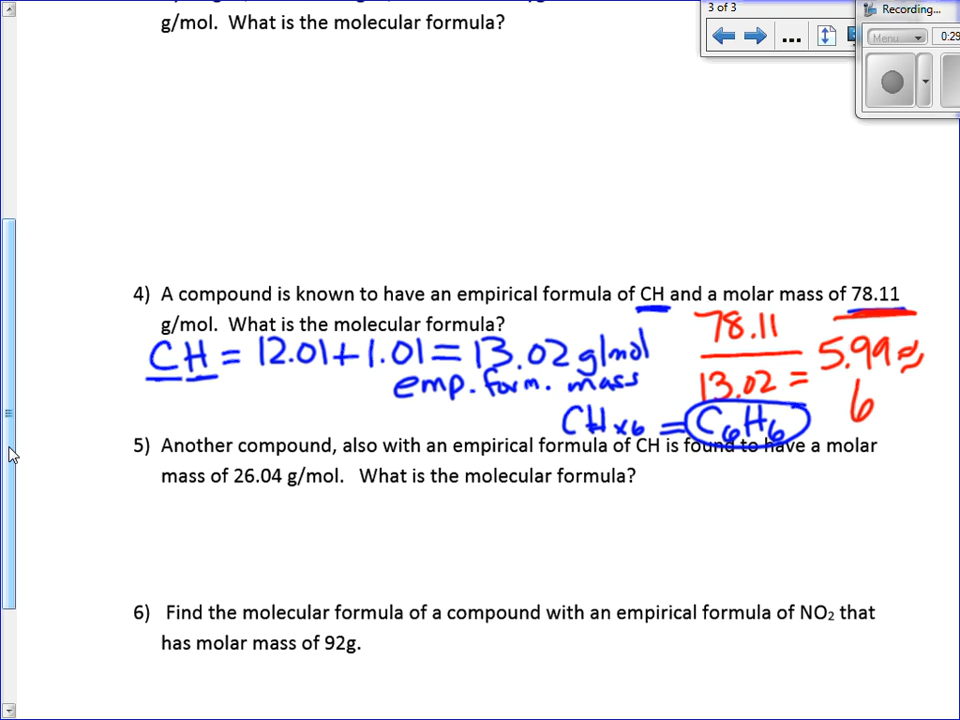 g/mol. What is the molecular formula?
3 of 3
Recording...
Menu
0:29
4) A compound is known to have an empirical formula of CH and a molar mass of 78.11
g/mol. What is the molecular formula?
CH = 12.01+1.01=13.02 g/mol
emp. form. mass
78.11
13.02 = 5.99 ≈
6
CH x6 = C6H6
5) Another compound, also with an empirical formula of CH is found to have a molar
mass of 26.04 g/mol. What is the molecular formula?
6) Find the molecular formula of a compound with an empirical formula of NO2 that
has molar mass of 92g.